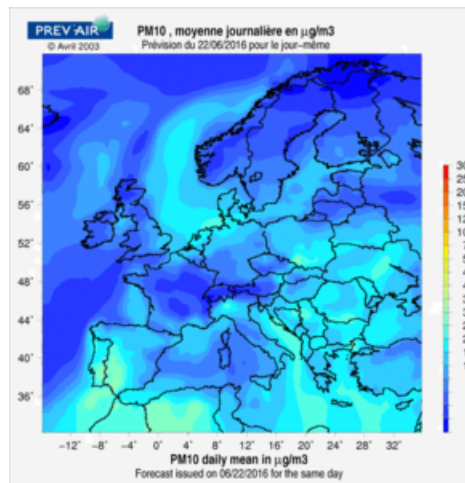 PREV'AIR
© Avril 2003
PM10 , moyenne journalière en µg/m3
Prévision du 22/06/2016 pour le jour-même
68°
64°
60°
56°
52°
48°
44°
40°
36°
−12° −8° −4° 0° 4° 8° 12° 16° 20° 24° 28° 32°
PM10 daily mean in µg/m3
Forecast issued on 06/22/2016 for the same day